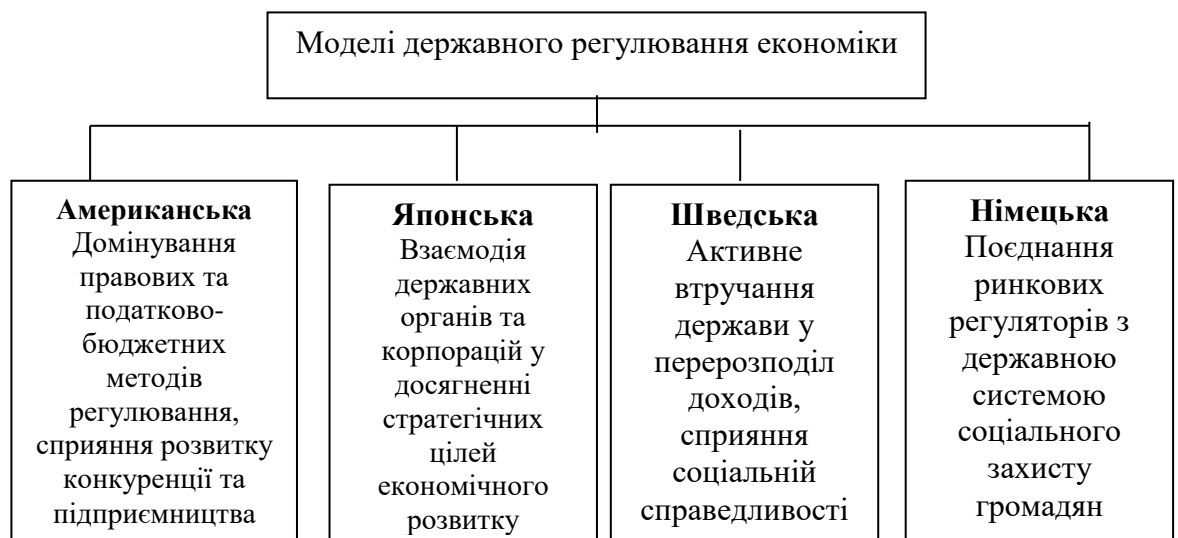 Моделі державного регулювання економіки
Американська
Домінування
правових та
податково-
бюджетних
методів
регулювання,
сприяння розвитку
конкуренції та
підприємництва
Японська
Взаємодія
державних
органів та
корпорацій у
досягненні
стратегічних
цілей
економічного
розвитку
Шведська
Активне
втручання
держави у
перерозподіл
доходів,
сприяння
соціальній
справедливості
Німецька
Поєднання
ринкових
регуляторів з
державною
системою
соціального
захисту
громадян